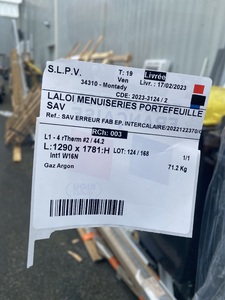 S.L.P.V. T: 19 Livrée
Ven
34310 - Montady Livr.: 17/02/2023
CDE: 2023-3124 / 2
LALOI MENUISERIES PORTEFEUILLE
SAV
Ref.: SAV ERREUR FAB EP. INTERCALAIRE/2022122370/
RCh: 003
L1 - 4 rTherm #2 / 44.2 1/1
L:1290 x 1781:H LOT: 124 / 168
Int1 W16N 71.2 Kg
Gaz Argon